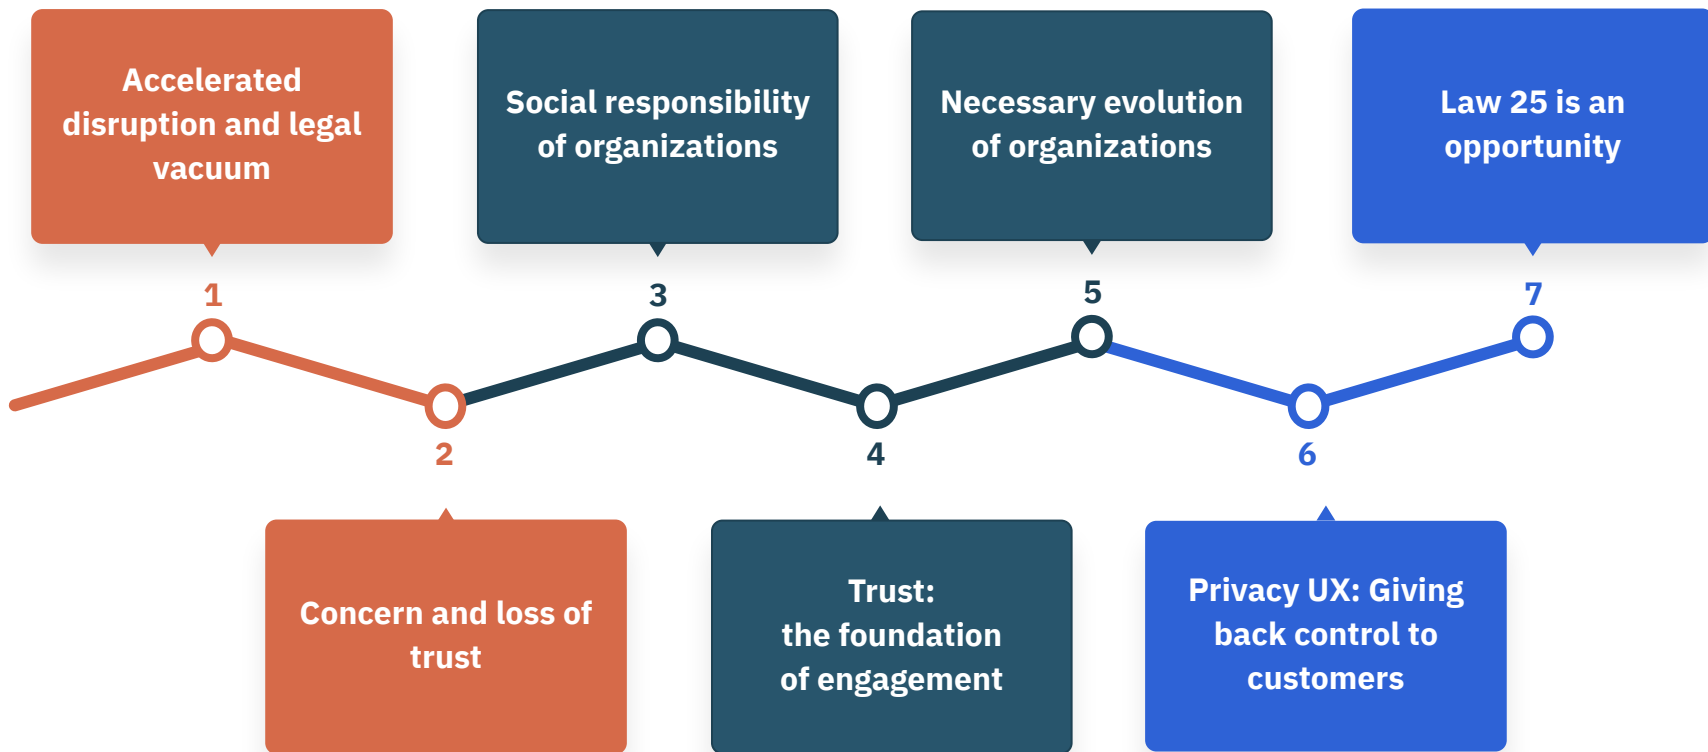 Accelerated
disruption and legal
vacuum
Social responsibility
of organizations
Necessary evolution
of organizations
Law 25 is an
opportunity
1
3
5
7
2
4
6
Concern and loss of
trust
Trust:
the foundation
of engagement
Privacy UX: Giving
back control to
customers